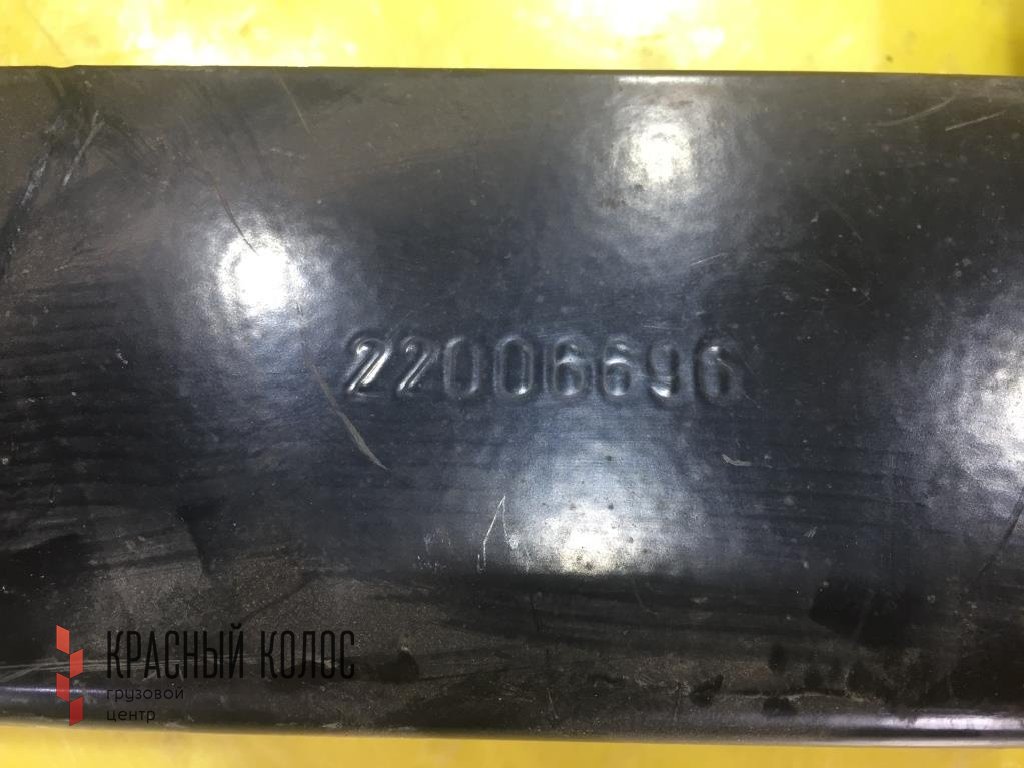 22006696
КРАСНЫЙ КОЛОС
грузовой
центр